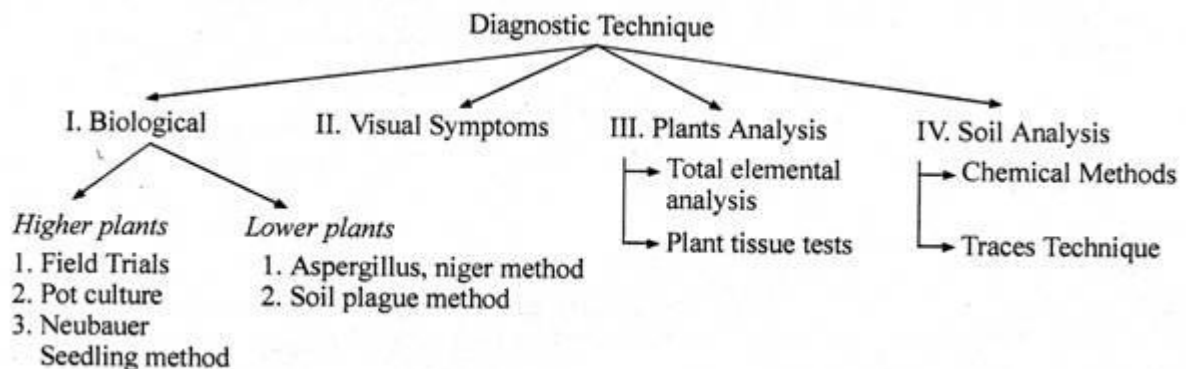 Diagnostic Technique
I. Biological
II. Visual Symptoms
III. Plants Analysis
IV. Soil Analysis
Total elemental
analysis
Plant tissue tests
Chemical Methods
Traces Technique
Higher plants
1. Field Trials
2. Pot culture
3. Neubauer
Seedling method
Lower plants
1. Aspergillus, niger method
2. Soil plague method